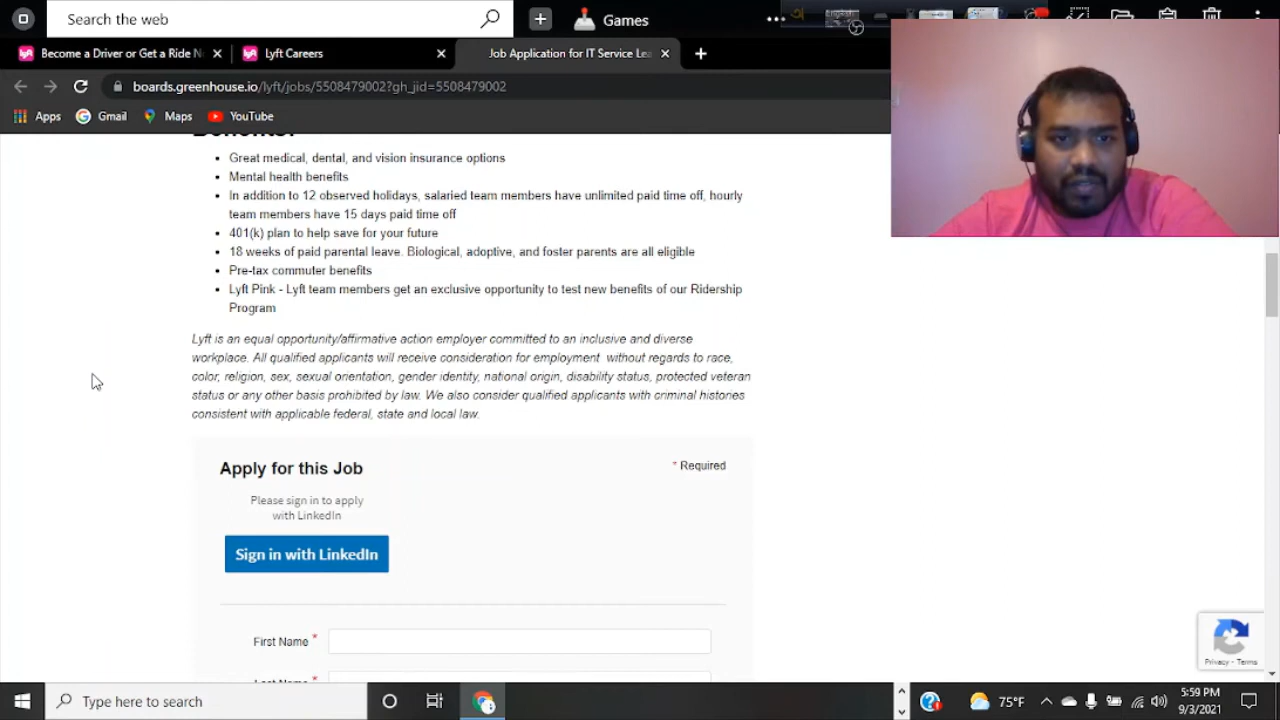 Search the web
Games
Become a Driver or Get a Ride N
Lyft Careers
Job Application for IT Service Lea
boards.greenhouse.io/lyft/jobs/5508479002?gh_jid=5508479002
Apps
Gmail
Maps
YouTube
Benefits:
Great medical, dental, and vision insurance options
Mental health benefits
In addition to 12 observed holidays, salaried team members have unlimited paid time off, hourly
team members have 15 days paid time off
401(k) plan to help save for your future
18 weeks of paid parental leave. Biological, adoptive, and foster parents are all eligible
Pre-tax commuter benefits
Lyft Pink - Lyft team members get an exclusive opportunity to test new benefits of our Ridership
Program
Lyft is an equal opportunity/affirmative action employer committed to an inclusive and diverse
workplace. All qualified applicants will receive consideration for employment without regards to race,
color, religion, sex, sexual orientation, gender identity, national origin, disability status, protected veteran
status or any other basis prohibited by law. We also consider qualified applicants with criminal histories
consistent with applicable federal, state and local law.
Apply for this Job
* Required
Please sign in to apply
with LinkedIn
Sign in with LinkedIn
First Name *
Last Name *
Privacy - Terms
Type here to search
75°F
5:59 PM
9/3/2021